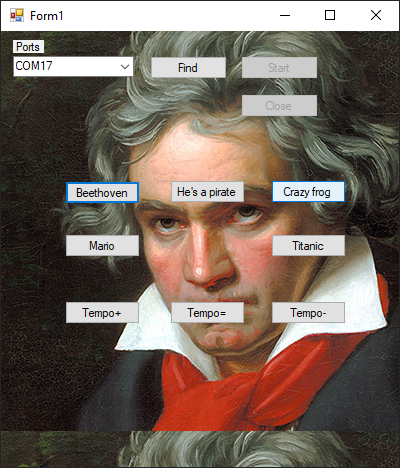 Form1
Ports
COM17
Find
Start
Close
Beethoven
He's a pirate
Crazy frog
Mario
Titanic
Tempo+
Tempo=
Tempo-